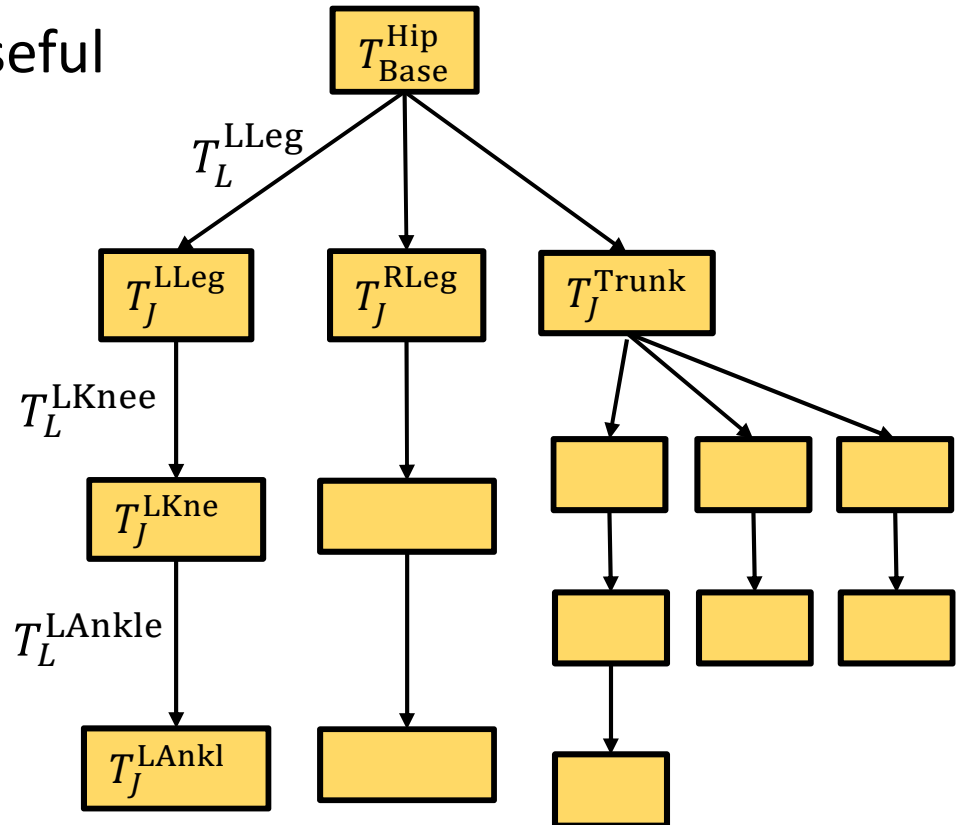 seful
T_Base^Hip
T_L^LLeg
T_J^LLeg
T_J^RLeg
T_J^Trunk
T_L^LKnee
T_J^LKne
T_L^LAnkle
T_J^LAnkl